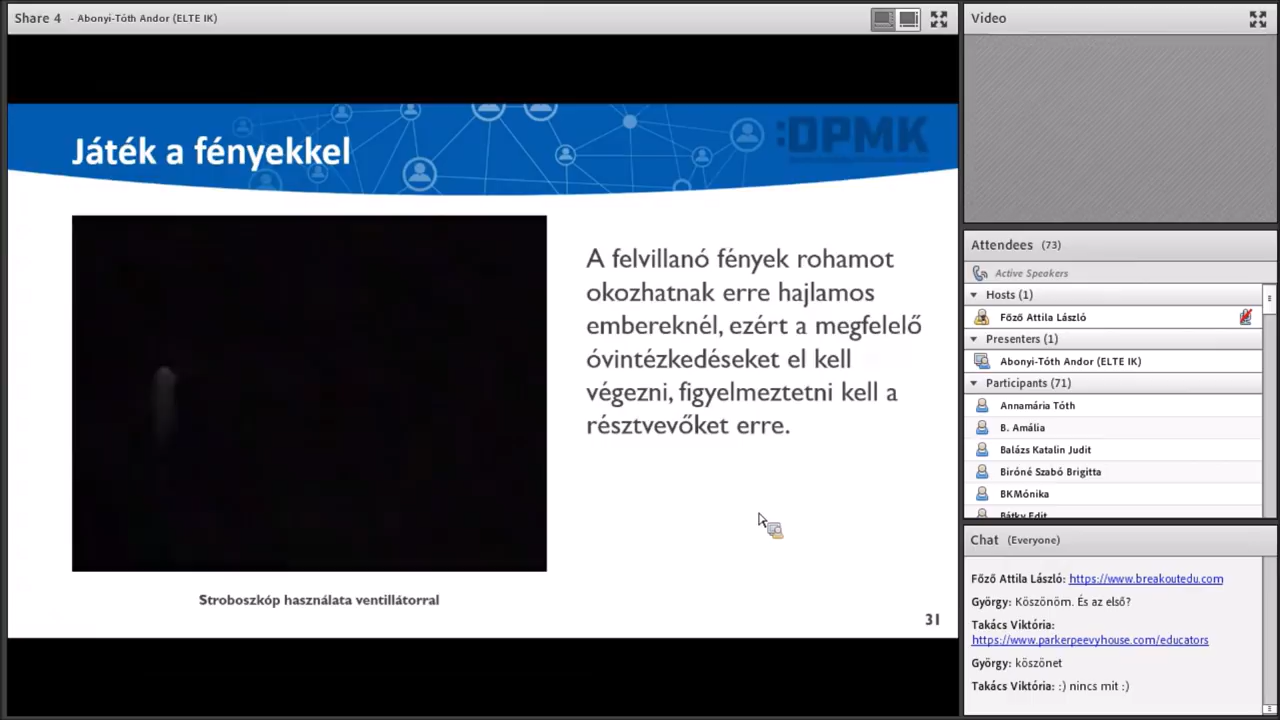 Share 4 - Abonyi-Tóth Andor (ELTE IK)
Játék a fényekkel
:DPMK
A felvillanó fények rohamot
okozhatnak erre hajlamos
embereknél, ezért a megfelelő
óvintézkedéseket el kell
végezni, figyelmeztetni kell a
résztvevőket erre.
Stroboszkóp használata ventillátorral
31
Video
Attendees (73)
Active Speakers
Hosts (1)
Főző Attila László
Presenters (1)
Abonyi-Tóth Andor (ELTE IK)
Participants (71)
Annamária Tóth
B. Amália
Balázs Katalin Judit
Biróné Szabó Brigitta
BKMónika
Bátky Edit
Chat (Everyone)
Főző Attila László: https://www.breakoutedu.com
György: Köszönöm. És az első?
Takács Viktória:
https://www.parkerpeevyhouse.com/educators
György: köszönet
Takács Viktória: :) nincs mit :)